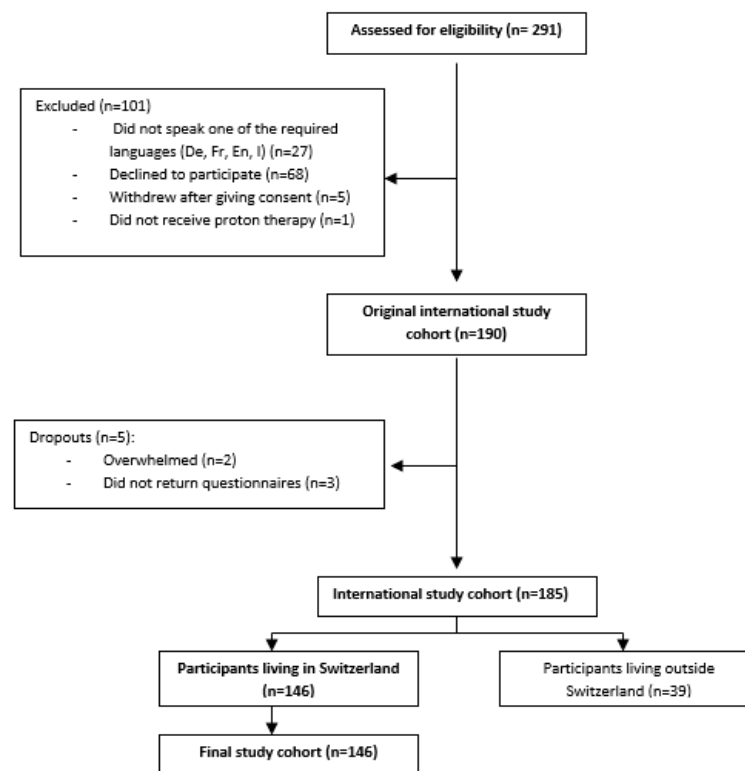 Assessed for eligibility (n= 291)
Excluded (n=101)
- Did not speak one of the required
languages (De, Fr, En, I) (n=27)
- Declined to participate (n=68)
- Withdrew after giving consent (n=5)
- Did not receive proton therapy (n=1)
Original international study
cohort (n=190)
Dropouts (n=5):
- Overwhelmed (n=2)
- Did not return questionnaires (n=3)
International study cohort (n=185)
Participants living in Switzerland
(n=146)
Participants living outside
Switzerland (n=39)
Final study cohort (n=146)